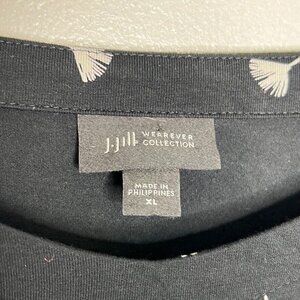 J.Jill WEAREVER
COLLECTION
MADE IN
PHILIPPINES
XL